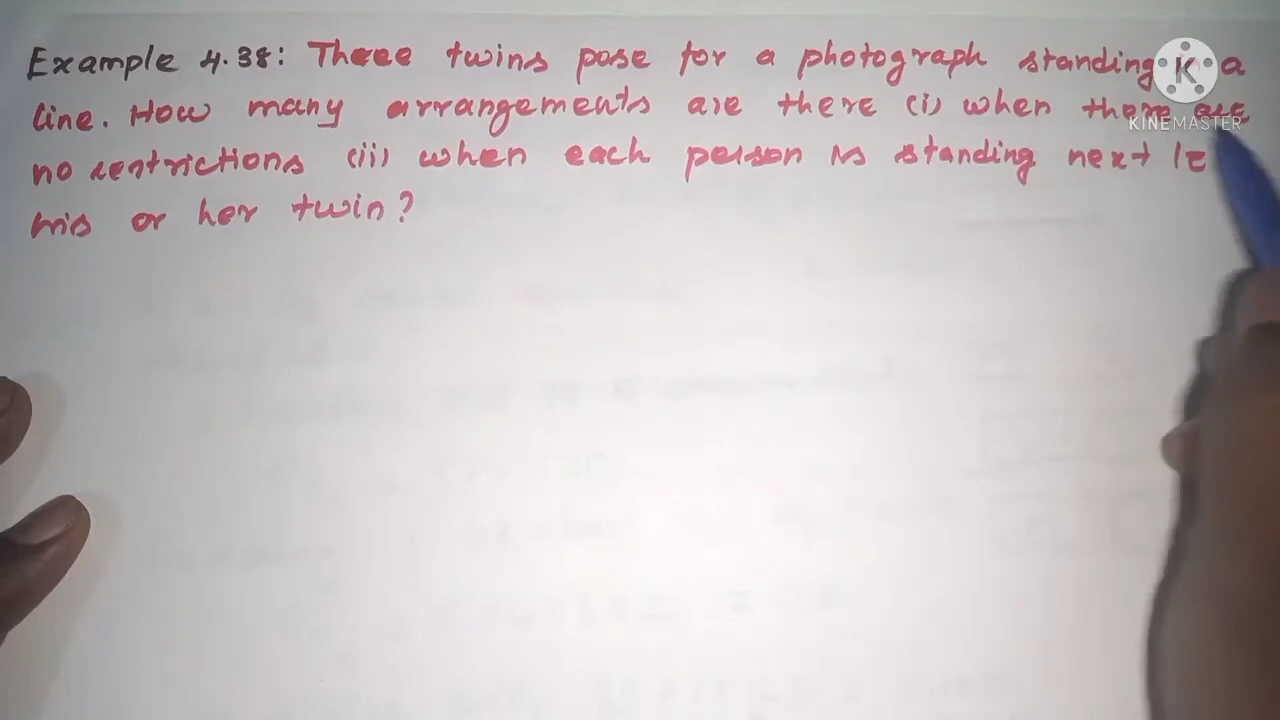 Example 4.38: Three twins pose for a photograph standing in a
line. How many arrangements are there (i) when there are
no restrictions (ii) when each person is standing next to
his or her twin?
K
KINEMASTER